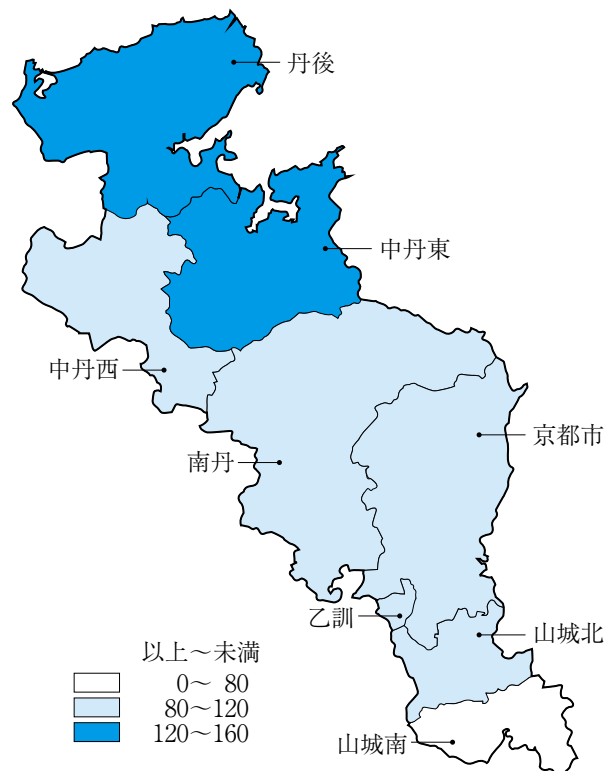 丹後
中丹東
中丹西
京都市
南丹
乙訓
山城北
以上～未満
0～ 80
80～120
120～160
山城南